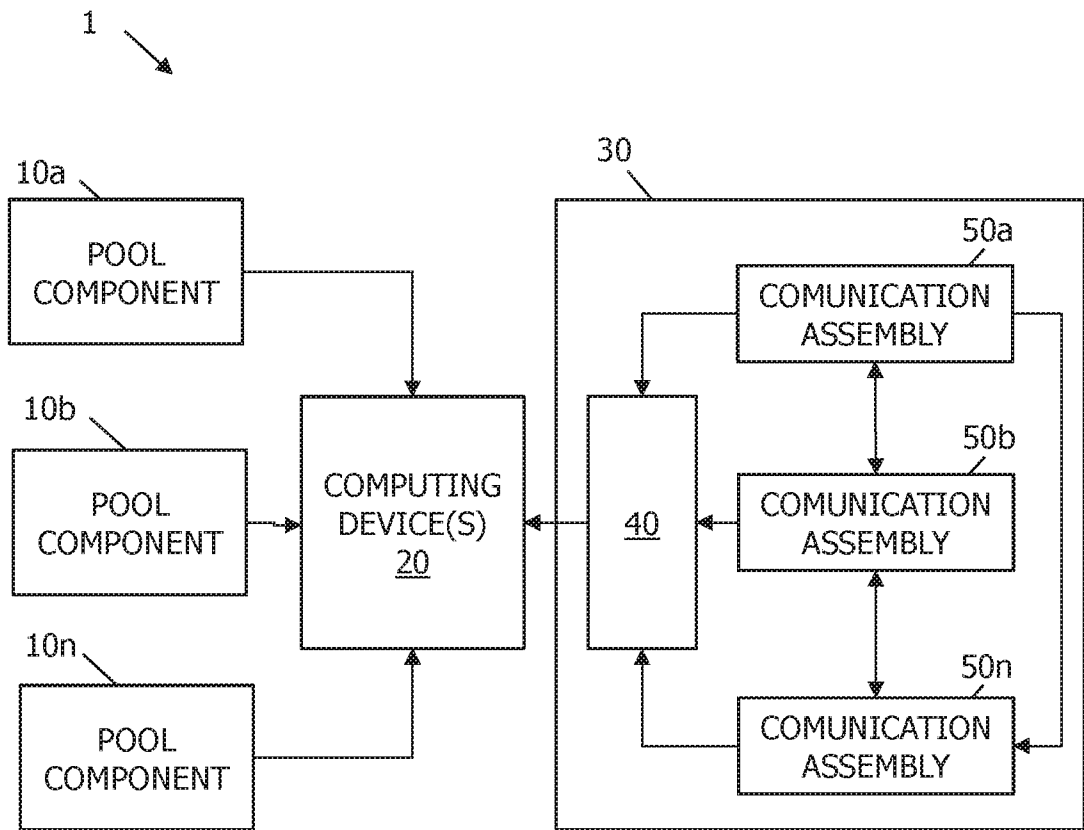 1
10a
POOL
COMPONENT
10b
POOL
COMPONENT
10n
POOL
COMPONENT
COMPUTING
DEVICE(S)
20
30
40
50a
COMUNICATION
ASSEMBLY
50b
COMUNICATION
ASSEMBLY
50n
COMUNICATION
ASSEMBLY